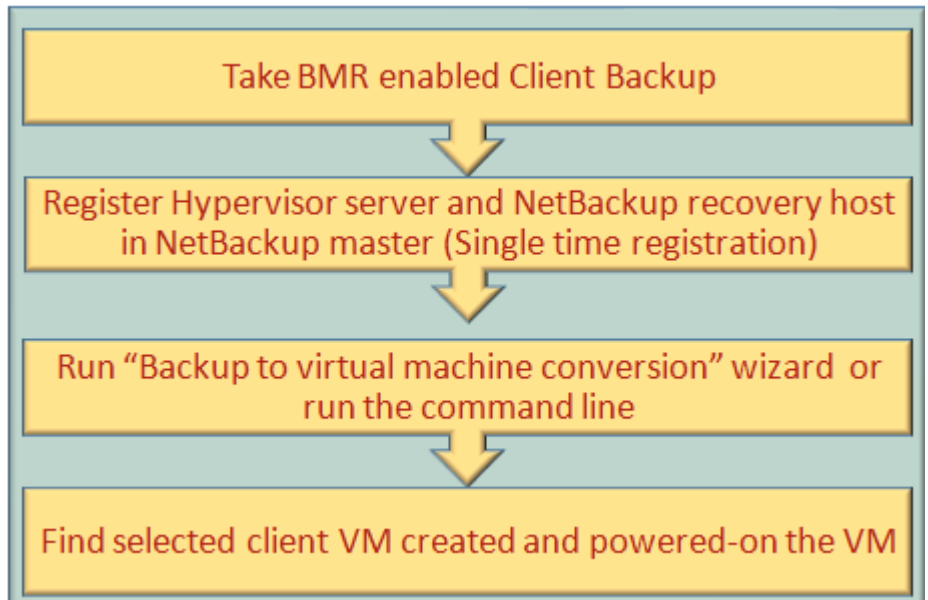 Take BMR enabled Client Backup
Register Hypervisor server and NetBackup recovery host
in NetBackup master (Single time registration)
Run “Backup to virtual machine conversion” wizard or
run the command line
Find selected client VM created and powered-on the VM